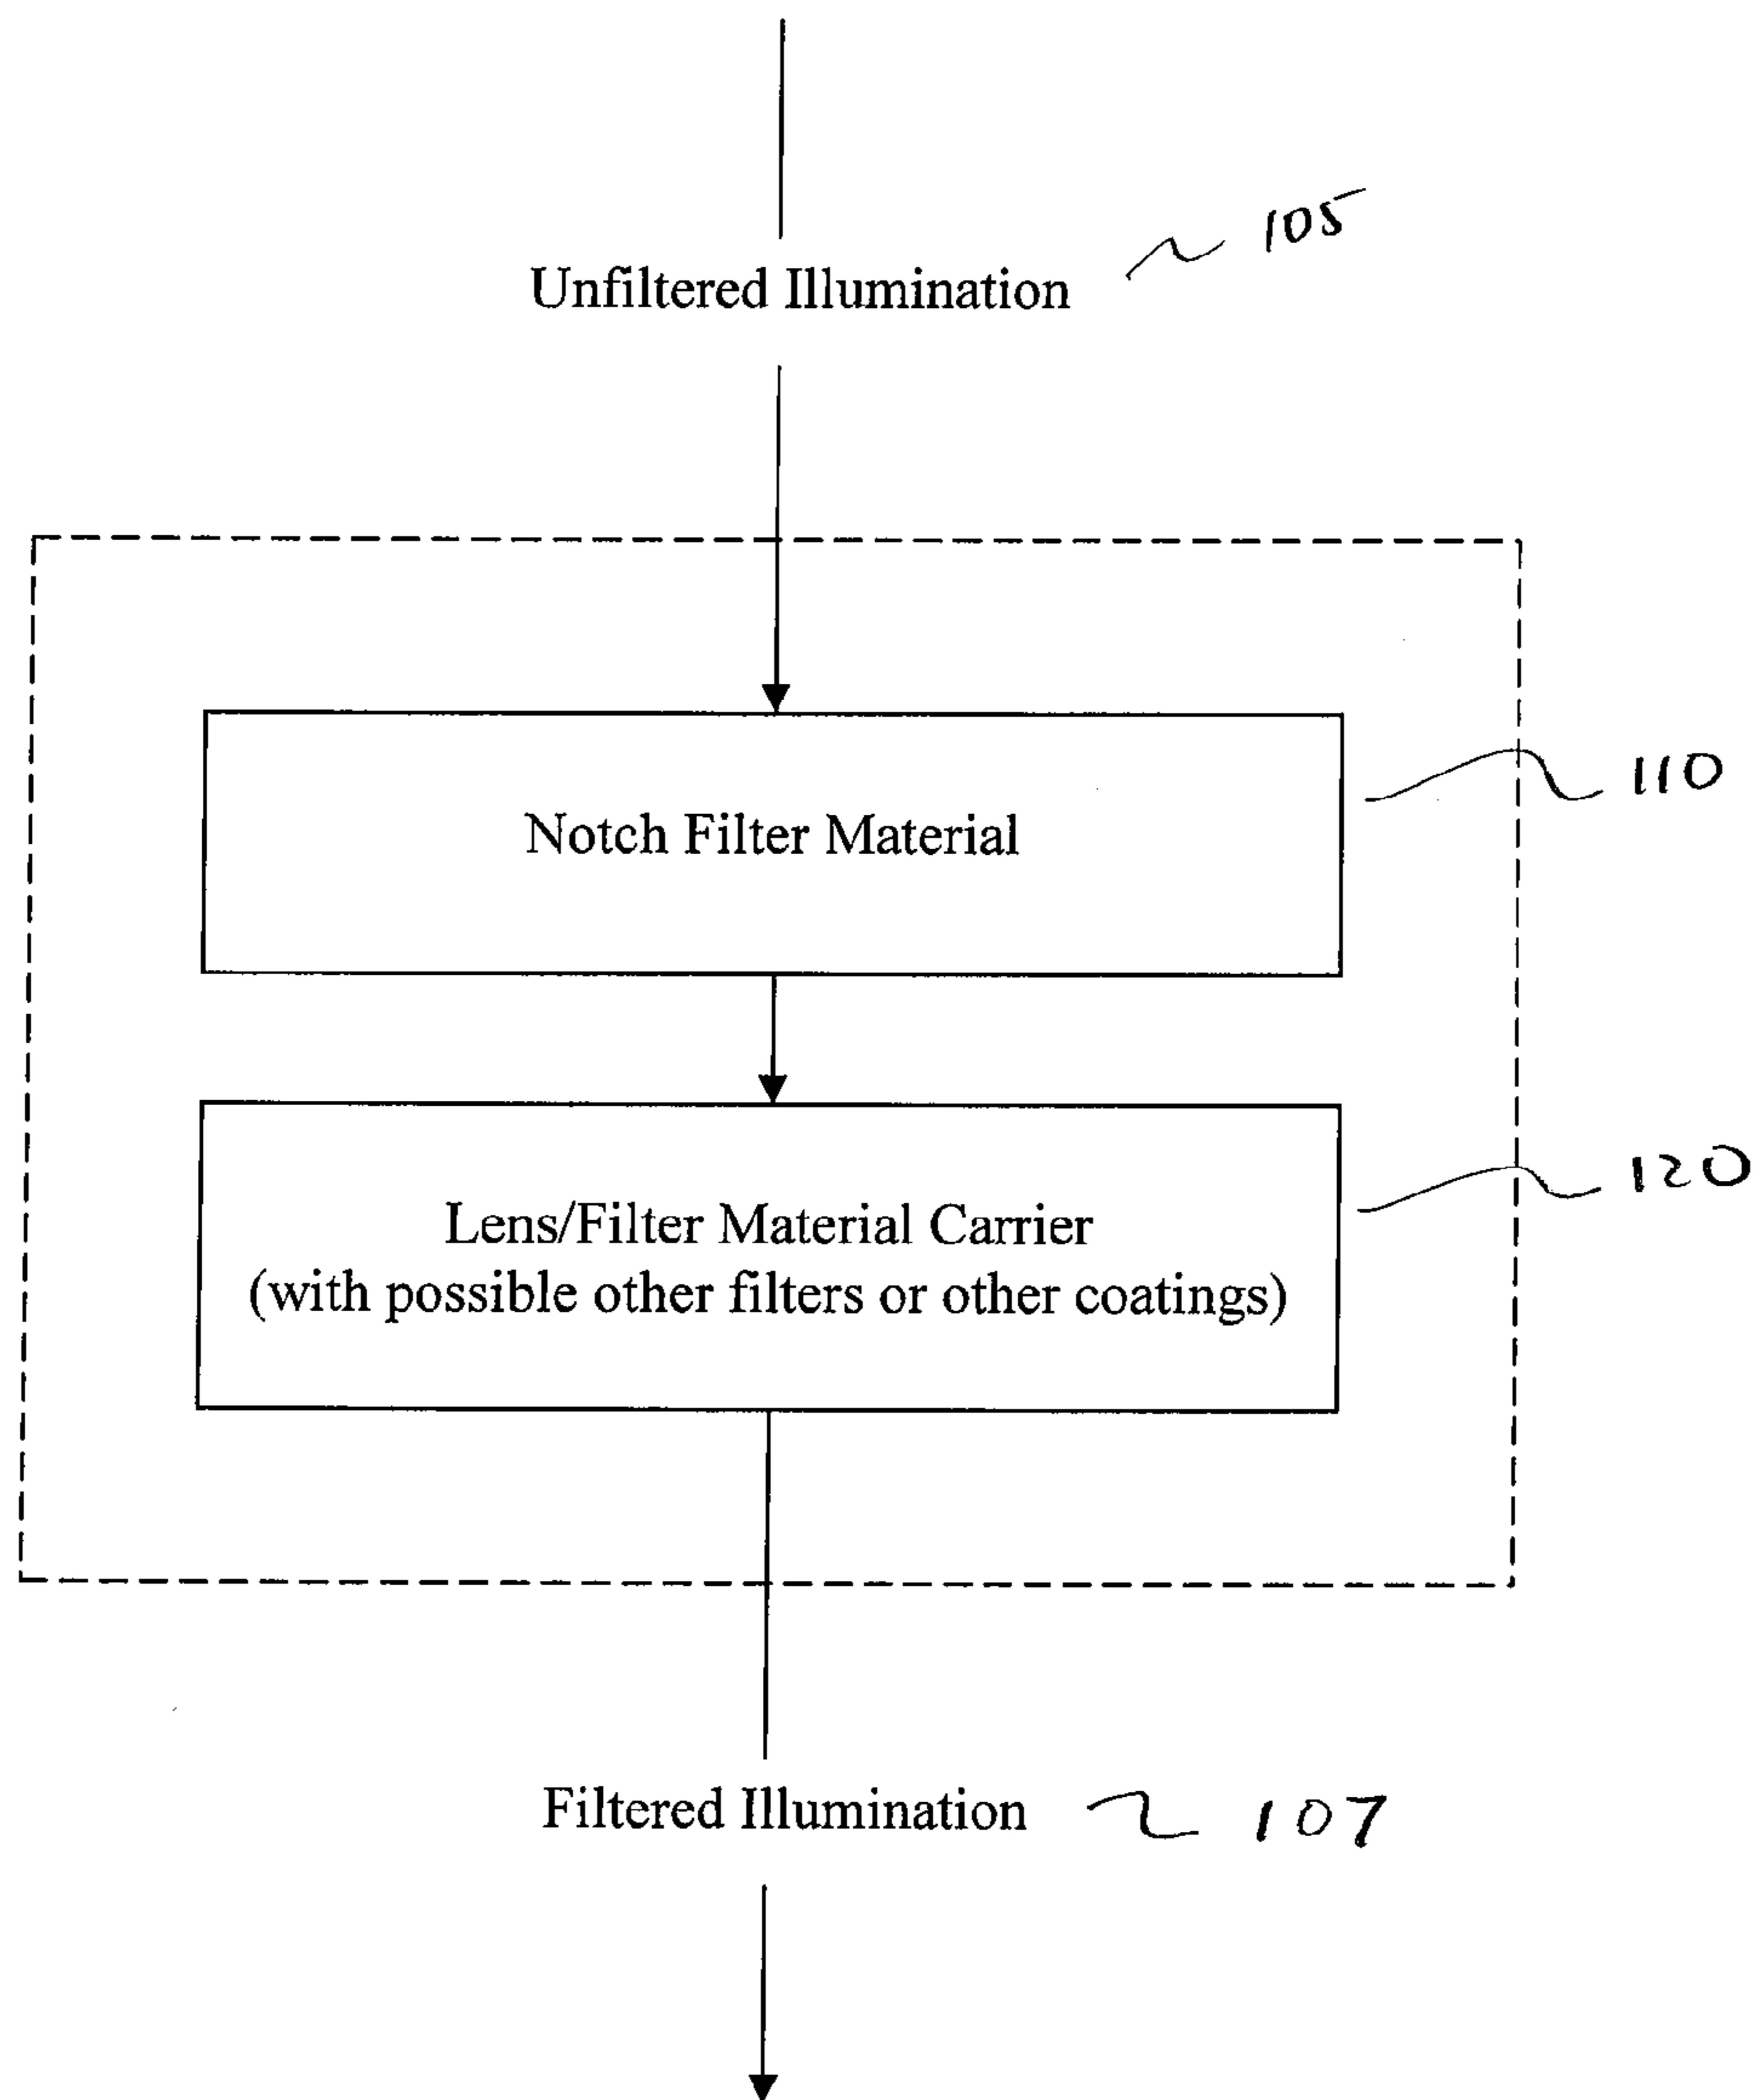 Unfiltered Illumination 105
Notch Filter Material 110
Lens/Filter Material Carrier
(with possible other filters or other coatings) 120
Filtered Illumination 107